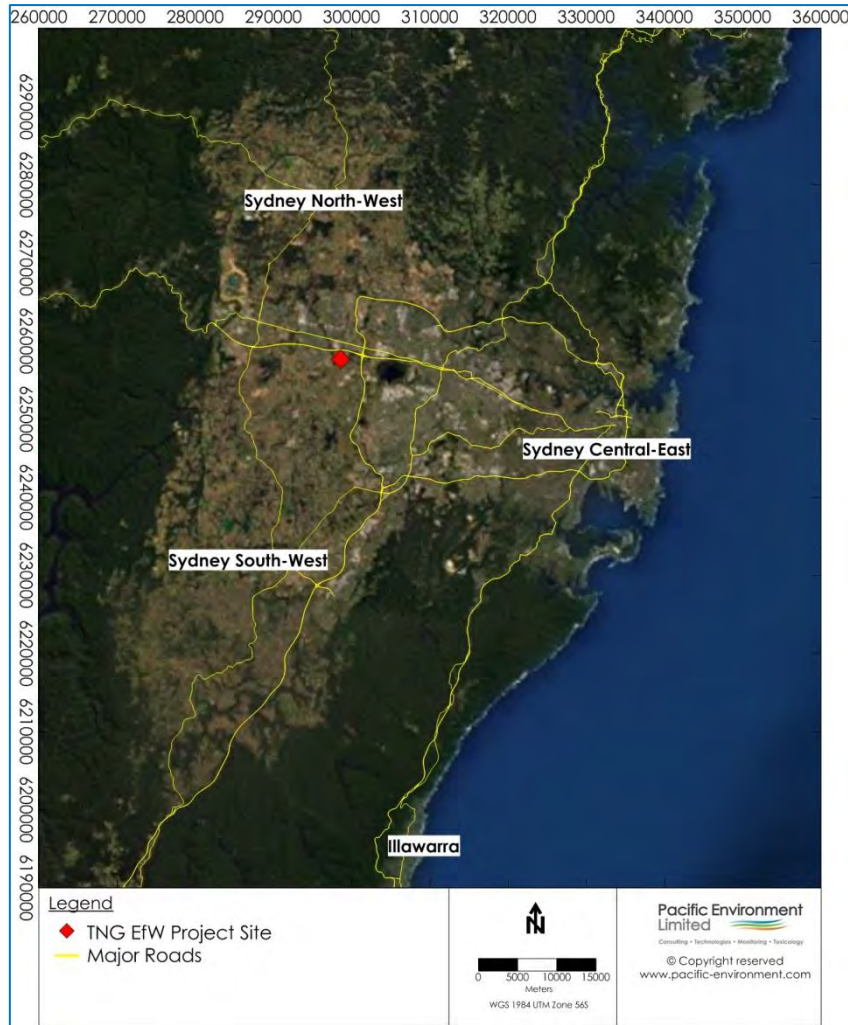 260000 270000 280000 290000 300000 310000 320000 330000 340000 350000 360000
6290000
6280000
6270000
6260000
6250000
6240000
6230000
6220000
6210000
6200000
6190000
Sydney North-West
Sydney Central-East
Sydney South-West
Illawarra
Legend
TNG EfW Project Site
Major Roads
N
0 5000 10000 15000
Meters
WGS 1984 UTM Zone 56S
Pacific Environment
Limited
Consulting • Technologies • Monitoring • Toxicology
© Copyright reserved
www.pacific-environment.com